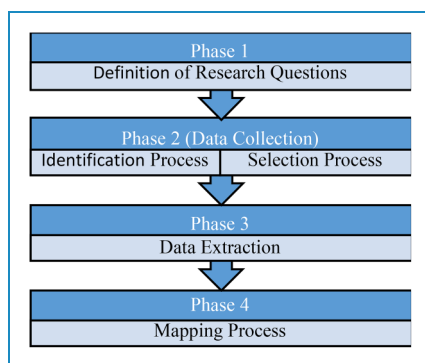 Phase 1
Definition of Research Questions
Phase 2 (Data Collection)
Identification Process Selection Process
Phase 3
Data Extraction
Phase 4
Mapping Process